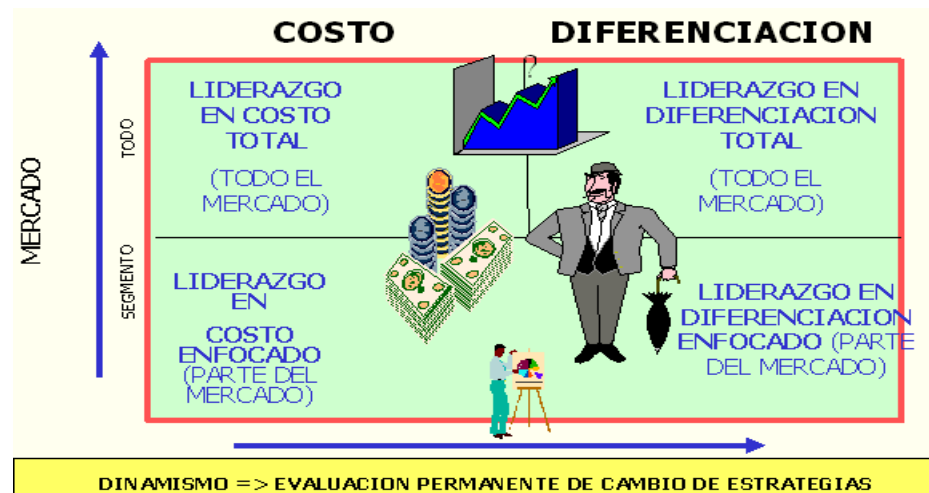 COSTO
DIFERENCIACION
MERCADO
TODO
LIDERAZGO
EN COSTO
TOTAL
(TODO EL
MERCADO)
?
LIDERAZGO EN
DIFERENCIACION
TOTAL
(TODO EL
MERCADO)
SEGMENTO
LIDERAZGO
EN
COSTO
ENFOCADO
(PARTE DEL
MERCADO)
LIDERAZGO EN
DIFERENCIACION
ENFOCADO (PARTE
DEL MERCADO)
DINAMISMO => EVALUACION PERMANENTE DE CAMBIO DE ESTRATEGIAS